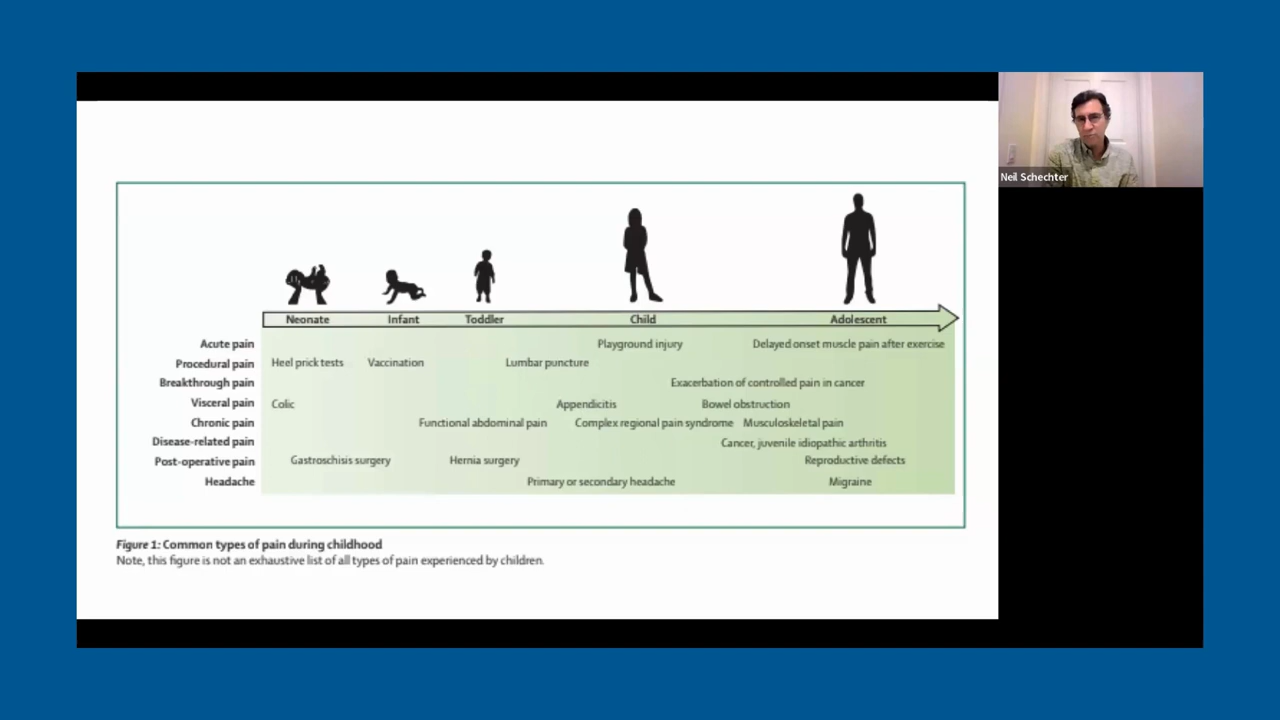 Neil Schechter
Neonate Infant Toddler Child Adolescent
Acute pain Playground injury Delayed onset muscle pain after exercise
Procedural pain Heel prick tests Vaccination Lumbar puncture
Breakthrough pain Exacerbation of controlled pain in cancer
Visceral pain Colic Appendicitis Bowel obstruction
Chronic pain Functional abdominal pain Complex regional pain syndrome Musculoskeletal pain
Disease-related pain Cancer, juvenile idiopathic arthritis
Post-operative pain Gastroschisis surgery Hernia surgery Reproductive defects
Headache Primary or secondary headache Migraine
Figure 1: Common types of pain during childhood
Note, this figure is not an exhaustive list of all types of pain experienced by children.